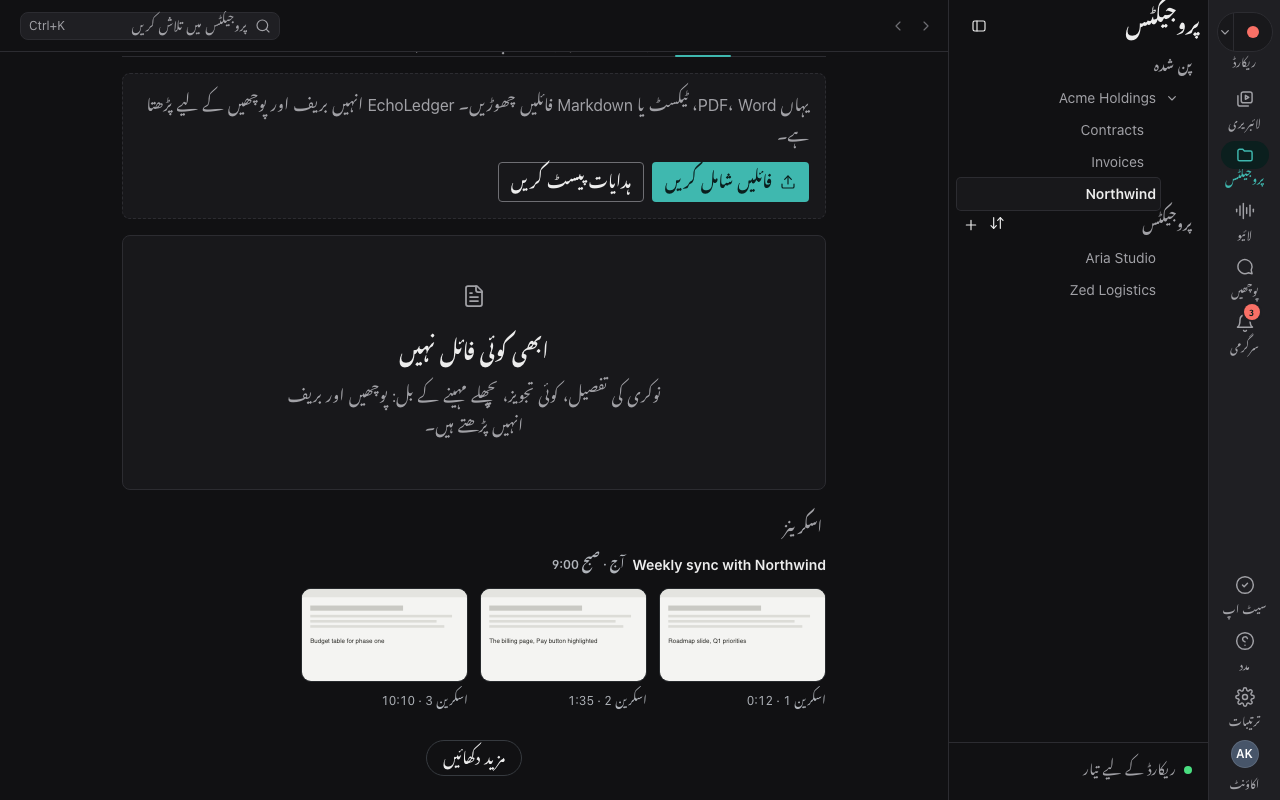 ریکارڈ
لائبریری
پروجیکٹس
لائیو
پوچھیں
3
سرگرمی
سیٹ اپ
مدد
ترتیبات
AK
اکاؤنٹ
پروجیکٹس
پن شدہ
Acme Holdings
Contracts
Invoices
Northwind
پروجیکٹس
Aria Studio
Zed Logistics
ریکارڈ کے لیے تیار
پروجیکٹس میں تلاش کریں
Ctrl+K
یہاں PDF، Word، ٹیکسٹ یا Markdown فائلیں چھوڑیں۔ EchoLedger انہیں بریف اور پوچھیں کے لیے پڑھتا
ہے۔
فائلیں شامل کریں
ہدایات پیسٹ کریں
ابھی کوئی فائل نہیں
نوکری کی تفصیل، کوئی تجویز، پچھلے مہینے کے بل: پوچھیں اور بریف
انہیں پڑھتے ہیں۔
اسکرینز
Weekly sync with Northwind آج · صبح 9:00
Roadmap slide, Q1 priorities
The billing page, Pay button highlighted
Budget table for phase one
اسکرین 1 · 0:12
اسکرین 2 · 1:35
اسکرین 3 · 10:10
مزید دکھائیں